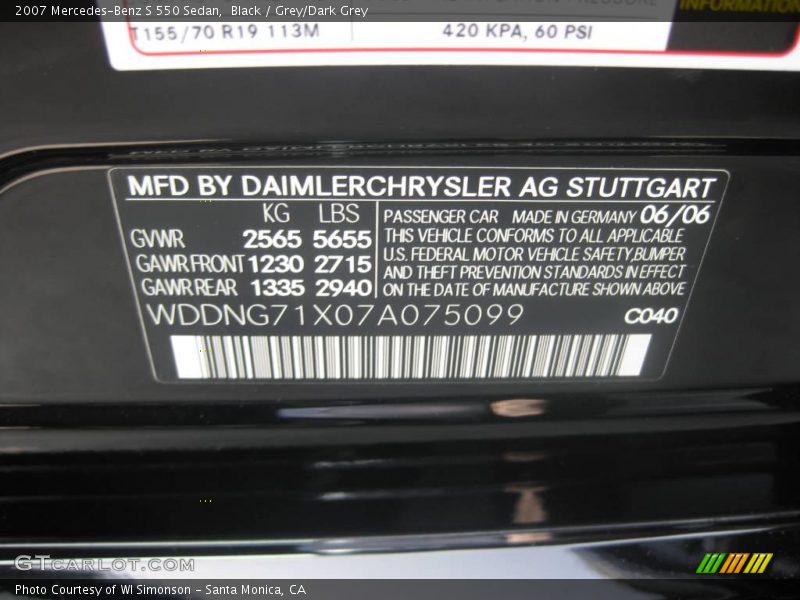 2007 Mercedes-Benz S 550 Sedan, Black / Grey/Dark Grey
INFORMATION
T155/70 R19 113M 420 KPA, 60 PSI
MFD BY DAIMLERCHRYSLER AG STUTTGART
KG LBS
GVWR 2565 5655
GAWR FRONT 1230 2715
GAWR REAR 1335 2940
PASSENGER CAR MADE IN GERMANY 06/06
THIS VEHICLE CONFORMS TO ALL APPLICABLE
U.S. FEDERAL MOTOR VEHICLE SAFETY, BUMPER
AND THEFT PREVENTION STANDARDS IN EFFECT
ON THE DATE OF MANUFACTURE SHOWN ABOVE
WDDNG71X07A075099 C040
GTCARLOT.COM
Photo Courtesy of WI Simonson - Santa Monica, CA